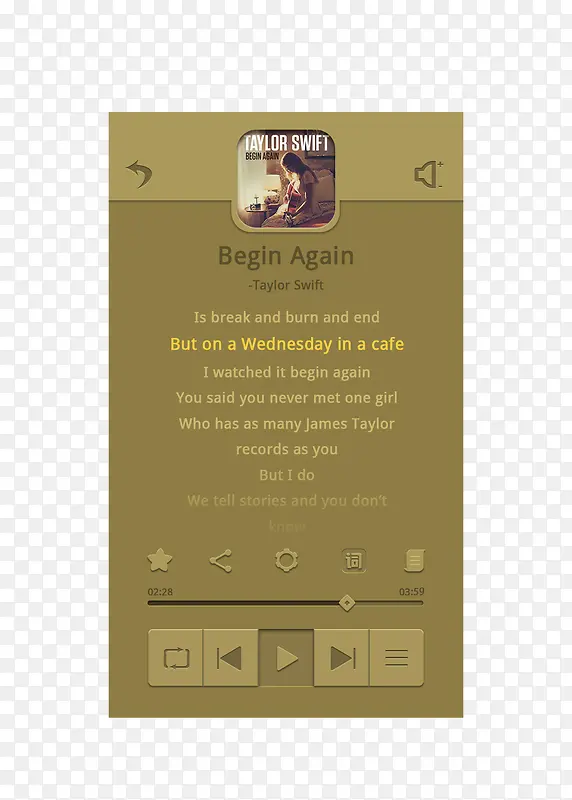 TAYLOR SWIFT
BEGIN AGAIN
Begin Again
-Taylor Swift
Is break and burn and end
But on a Wednesday in a cafe
I watched it begin again
You said you never met one girl
Who has as many James Taylor
records as you
But I do
We tell stories and you don't
know
词
02:28
03:59